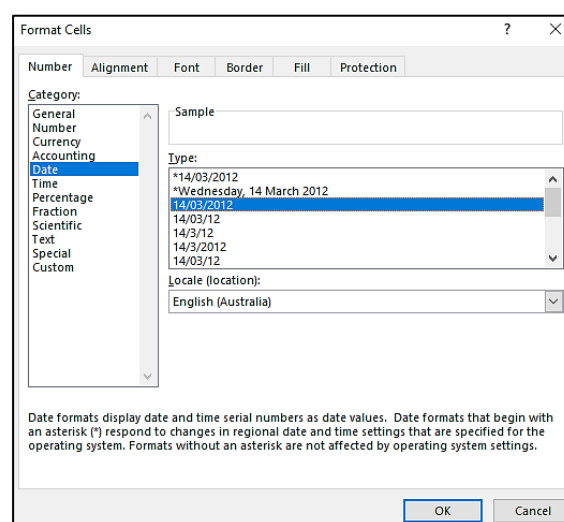 Format Cells
? ×
Number Alignment Font Border Fill Protection
Category:
General
Number
Currency
Accounting
Date
Time
Percentage
Fraction
Scientific
Text
Special
Custom
Sample
Type:
*14/03/2012
*Wednesday, 14 March 2012
14/03/2012
14/03/12
14/3/12
14/3/2012
14/03/12
Locale (location):
English (Australia)
Date formats display date and time serial numbers as date values.  Date formats that begin with
an asterisk (*) respond to changes in regional date and time settings that are specified for the
operating system. Formats without an asterisk are not affected by operating system settings.
OK Cancel